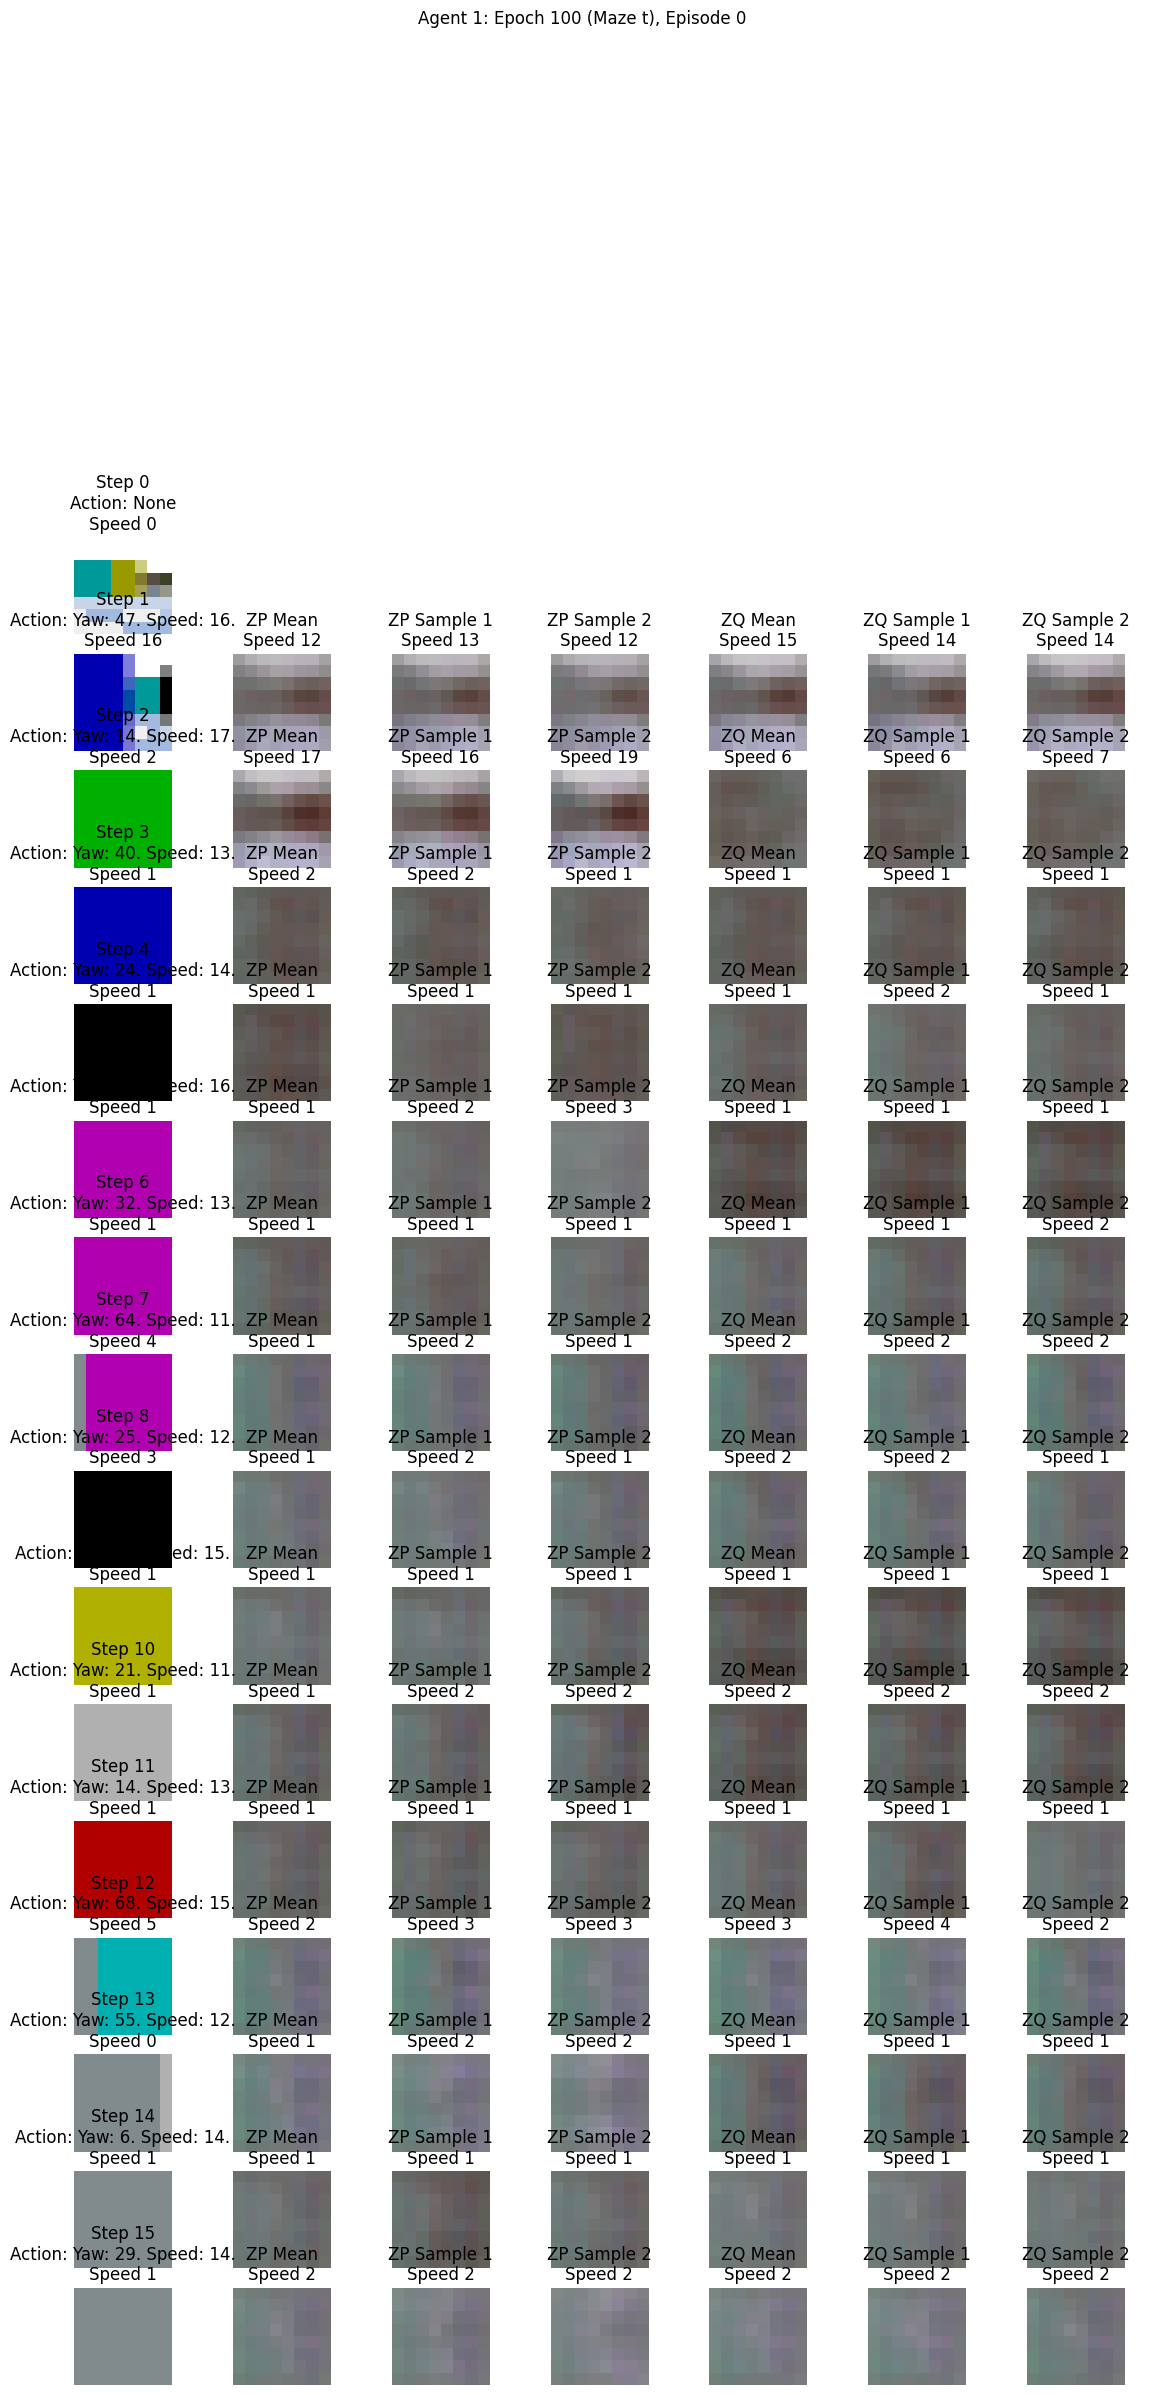 Agent 1: Epoch 100 (Maze t), Episode 0
Step 0
Action: None
Speed 0
Step 1
Action: Yaw: 47. Speed: 16. ZP Mean ZP Sample 1 ZP Sample 2 ZQ Mean ZQ Sample 1 ZQ Sample 2
Speed 16 Speed 12 Speed 13 Speed 12 Speed 15 Speed 14 Speed 14
Step 2
Action: Yaw: 14. Speed: 17. ZP Mean ZP Sample 1 ZP Sample 2 ZQ Mean ZQ Sample 1 ZQ Sample 2
Speed 2 Speed 17 Speed 16 Speed 19 Speed 6 Speed 6 Speed 7
Step 3
Action: Yaw: 40. Speed: 13. ZP Mean ZP Sample 1 ZP Sample 2 ZQ Mean ZQ Sample 1 ZQ Sample 2
Speed 1 Speed 2 Speed 2 Speed 1 Speed 1 Speed 1 Speed 1
Step 4
Action: Yaw: 24. Speed: 14. ZP Mean ZP Sample 1 ZP Sample 2 ZQ Mean ZQ Sample 1 ZQ Sample 2
Speed 1 Speed 1 Speed 1 Speed 1 Speed 1 Speed 2 Speed 1
Action: 16. ZP Mean ZP Sample 1 ZP Sample 2 ZQ Mean ZQ Sample 1 ZQ Sample 2
Speed 1 Speed 1 Speed 2 Speed 3 Speed 1 Speed 1 Speed 1
Step 6
Action: Yaw: 32. Speed: 13. ZP Mean ZP Sample 1 ZP Sample 2 ZQ Mean ZQ Sample 1 ZQ Sample 2
Speed 1 Speed 1 Speed 1 Speed 1 Speed 1 Speed 1 Speed 2
Step 7
Action: Yaw: 64. Speed: 11. ZP Mean ZP Sample 1 ZP Sample 2 ZQ Mean ZQ Sample 1 ZQ Sample 2
Speed 4 Speed 1 Speed 2 Speed 1 Speed 2 Speed 2 Speed 2
Step 8
Action: Yaw: 25. Speed: 12. ZP Mean ZP Sample 1 ZP Sample 2 ZQ Mean ZQ Sample 1 ZQ Sample 2
Speed 3 Speed 1 Speed 2 Speed 1 Speed 2 Speed 2 Speed 1
Action: 15. ZP Mean ZP Sample 1 ZP Sample 2 ZQ Mean ZQ Sample 1 ZQ Sample 2
Speed 1 Speed 1 Speed 1 Speed 1 Speed 1 Speed 1 Speed 1
Step 10
Action: Yaw: 21. Speed: 11. ZP Mean ZP Sample 1 ZP Sample 2 ZQ Mean ZQ Sample 1 ZQ Sample 2
Speed 1 Speed 1 Speed 2 Speed 2 Speed 2 Speed 2 Speed 2
Step 11
Action: Yaw: 14. Speed: 13. ZP Mean ZP Sample 1 ZP Sample 2 ZQ Mean ZQ Sample 1 ZQ Sample 2
Speed 1 Speed 1 Speed 1 Speed 1 Speed 1 Speed 1 Speed 1
Step 12
Action: Yaw: 68. Speed: 15. ZP Mean ZP Sample 1 ZP Sample 2 ZQ Mean ZQ Sample 1 ZQ Sample 2
Speed 5 Speed 2 Speed 3 Speed 3 Speed 3 Speed 4 Speed 2
Step 13
Action: Yaw: 55. Speed: 12. ZP Mean ZP Sample 1 ZP Sample 2 ZQ Mean ZQ Sample 1 ZQ Sample 2
Speed 0 Speed 1 Speed 2 Speed 2 Speed 1 Speed 1 Speed 1
Step 14
Action: Yaw: 6. Speed: 14. ZP Mean ZP Sample 1 ZP Sample 2 ZQ Mean ZQ Sample 1 ZQ Sample 2
Speed 1 Speed 1 Speed 1 Speed 1 Speed 1 Speed 1 Speed 1
Step 15
Action: Yaw: 29. Speed: 14. ZP Mean ZP Sample 1 ZP Sample 2 ZQ Mean ZQ Sample 1 ZQ Sample 2
Speed 1 Speed 2 Speed 2 Speed 2 Speed 2 Speed 2 Speed 2